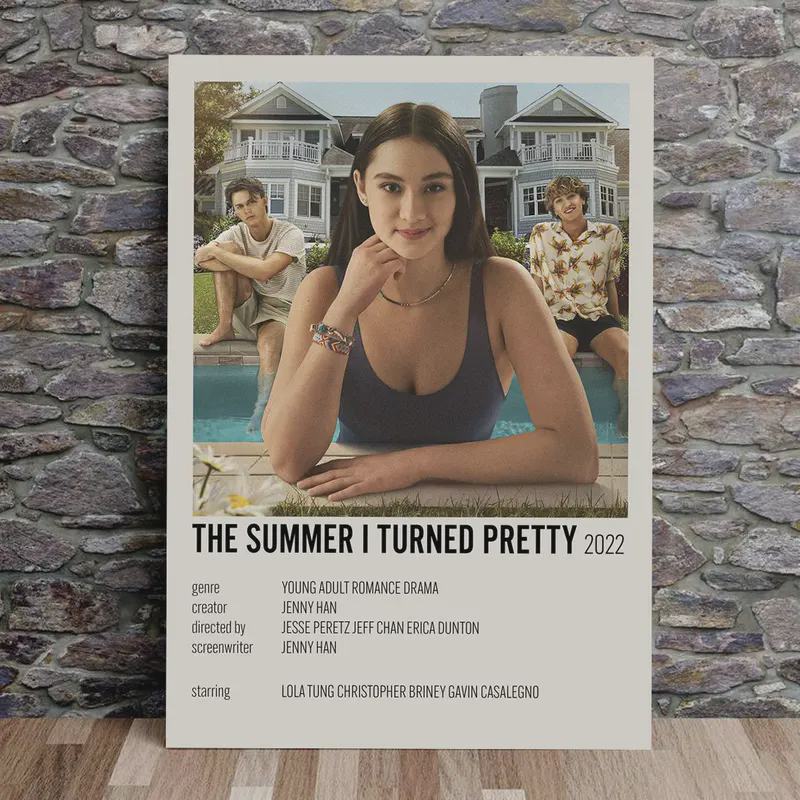 THE SUMMER I TURNED PRETTY 2022
genre YOUNG ADULT ROMANCE DRAMA
creator JENNY HAN
directed by JESSE PERETZ JEFF CHAN ERICA DUNTON
screenwriter JENNY HAN
starring LOLA TUNG CHRISTOPHER BRINEY GAVIN CASALEGNO